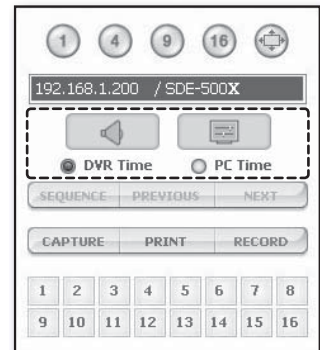 1 4 9 16
192.168.1.200 / SDE-500X
DVR Time PC Time
SEQUENCE PREVIOUS NEXT
CAPTURE PRINT RECORD
1 2 3 4 5 6 7 8
9 10 11 12 13 14 15 16